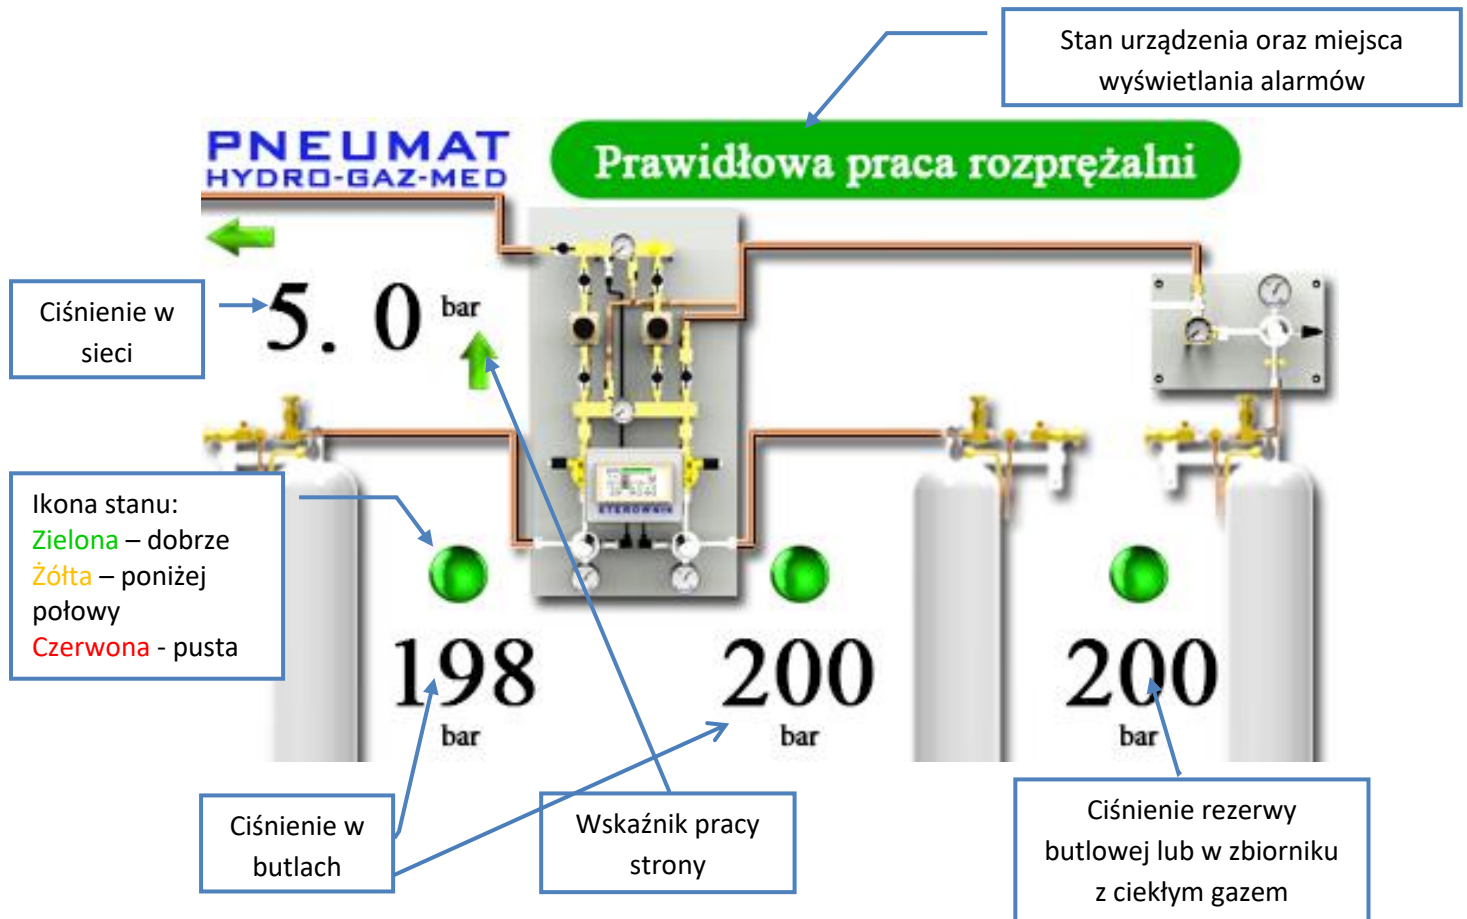 Stan urządzenia oraz miejsca
wyświetlania alarmów
PNEUMAT
HYDRO-GAZ-MED
Prawidłowa praca rozprężalni
Ciśnienie w
sieci
5. 0 bar
Ikona stanu:
Zielona – dobrze
Żółta – poniżej
połowy
Czerwona - pusta
STEROWNIK
198
bar
200
bar
200
bar
Ciśnienie w
butlach
Wskaźnik pracy
strony
Ciśnienie rezerwy
butlowej lub w zbiorniku
z ciekłym gazem